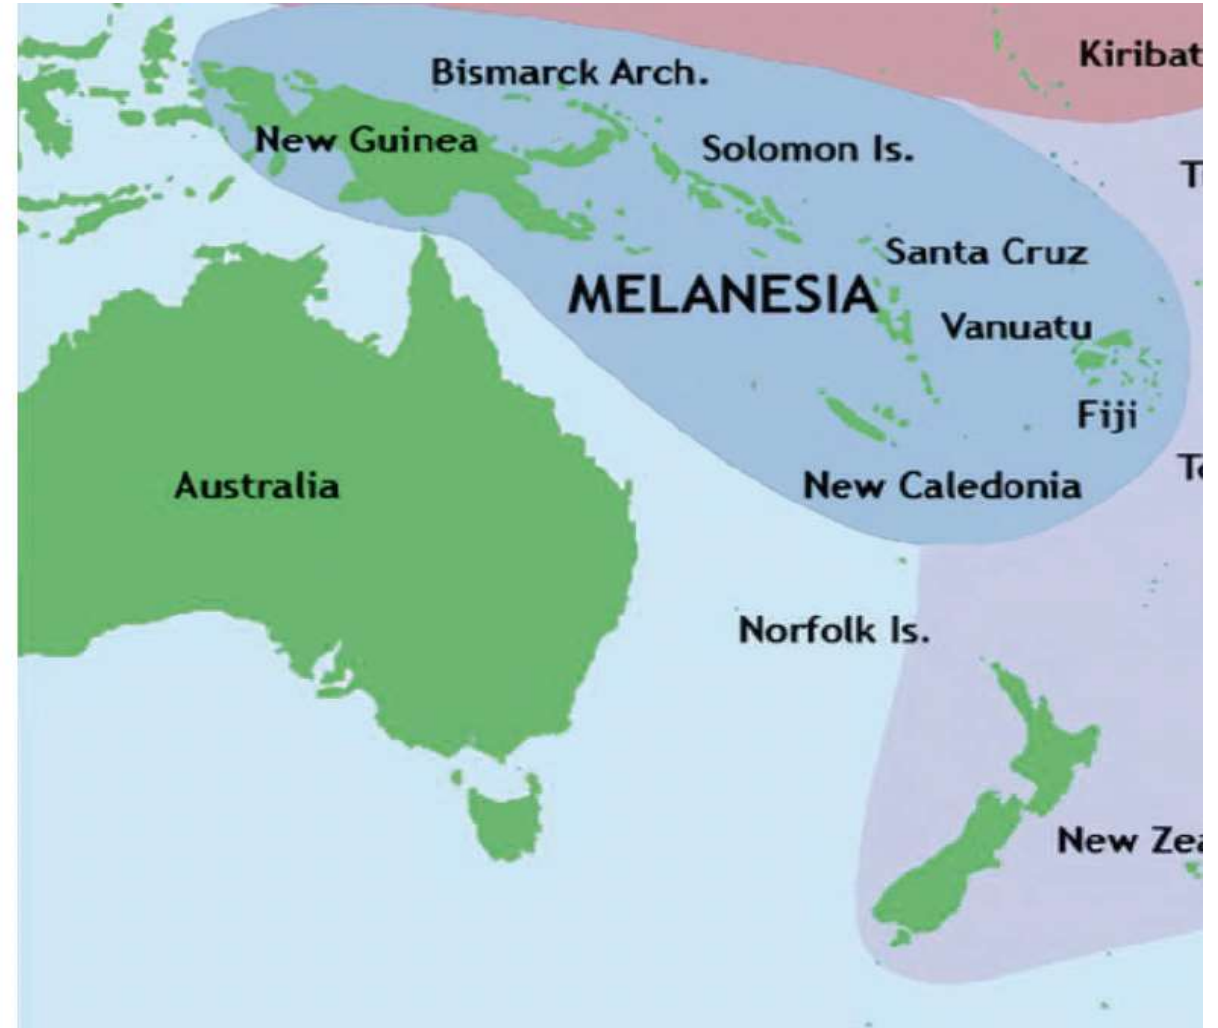 Kiribat
Bismarck Arch.
New Guinea
Solomon Is.
T
Santa Cruz
MELANESIA
Vanuatu
Fiji
To
Australia
New Caledonia
Norfolk Is.
New Zea